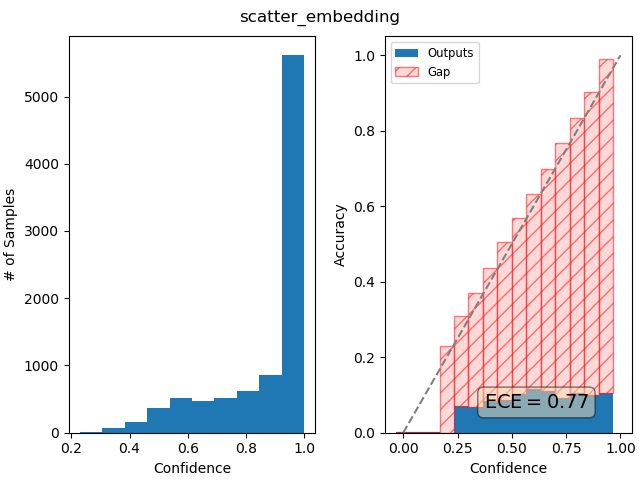 scatter_embedding
# of Samples
5000
4000
3000
2000
1000
0
0.2
0.4
0.6
0.8
1.0
Confidence
Accuracy
1.0
0.8
0.6
0.4
0.2
0.0
Outputs
Gap
ECE = 0.77
0.00
0.25
0.50
0.75
1.00
Confidence